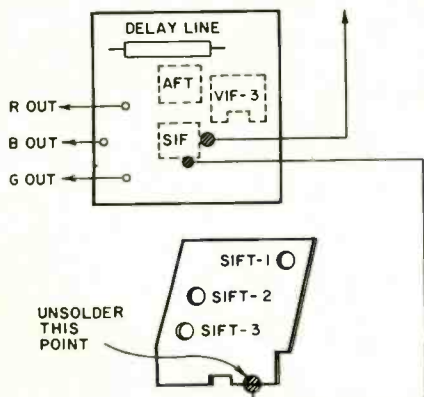 DELAY LINE
AFT
VIF-3
R OUT
SIF
B OUT
G OUT
SIFT-1
SIFT-2
SIFT-3
UNSOLDER
THIS
POINT